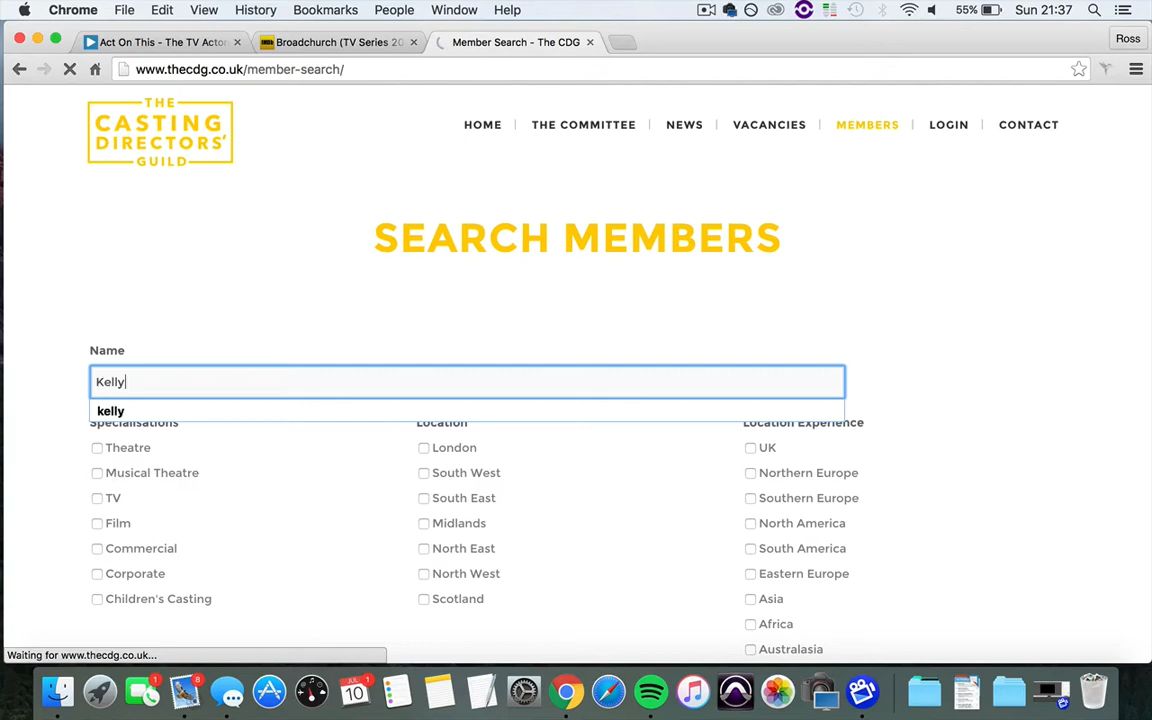 Chrome File Edit View History Bookmarks People Window Help 55% Sun 21:37
Act On This - The TV Actor Broadchurch (TV Series 20 Member Search - The CDG Ross
www.thecdg.co.uk/member-search/
THE
CASTING
DIRECTORS'
GUILD
HOME THE COMMITTEE NEWS VACANCIES MEMBERS LOGIN CONTACT
SEARCH MEMBERS
Name
Kelly
kelly
Specialisations Location Location Experience
Theatre London UK
Musical Theatre South West Northern Europe
TV South East Southern Europe
Film Midlands North America
Commercial North East South America
Corporate North West Eastern Europe
Children's Casting Scotland Asia
Africa
Australasia
Waiting for www.thecdg.co.uk...
1 8 JUL 10 1